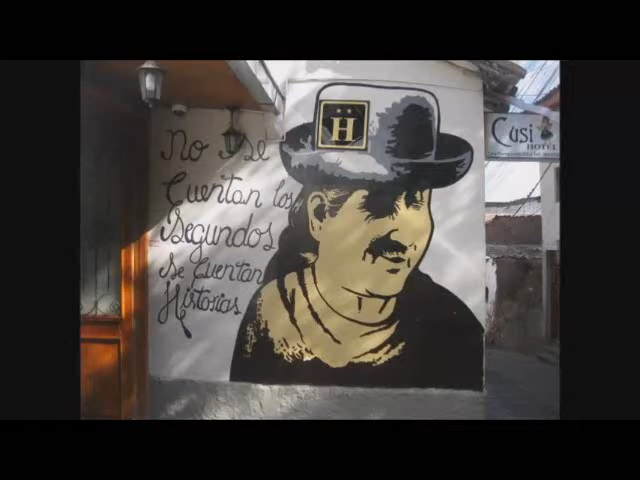 No Se
Cuentan los
Segundos
Se Cuentan
Historias
H
Cusi
HOTEL